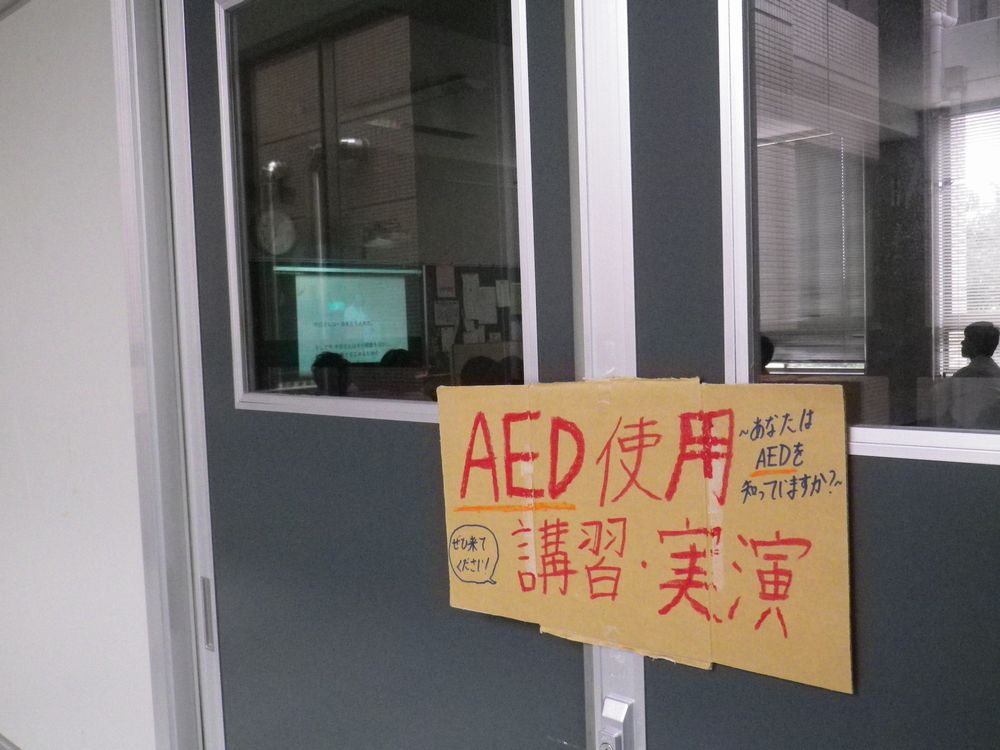 AED使用
~あなたは
AEDを
知っていますか?~
講習・実演
ぜひ来て
ください!